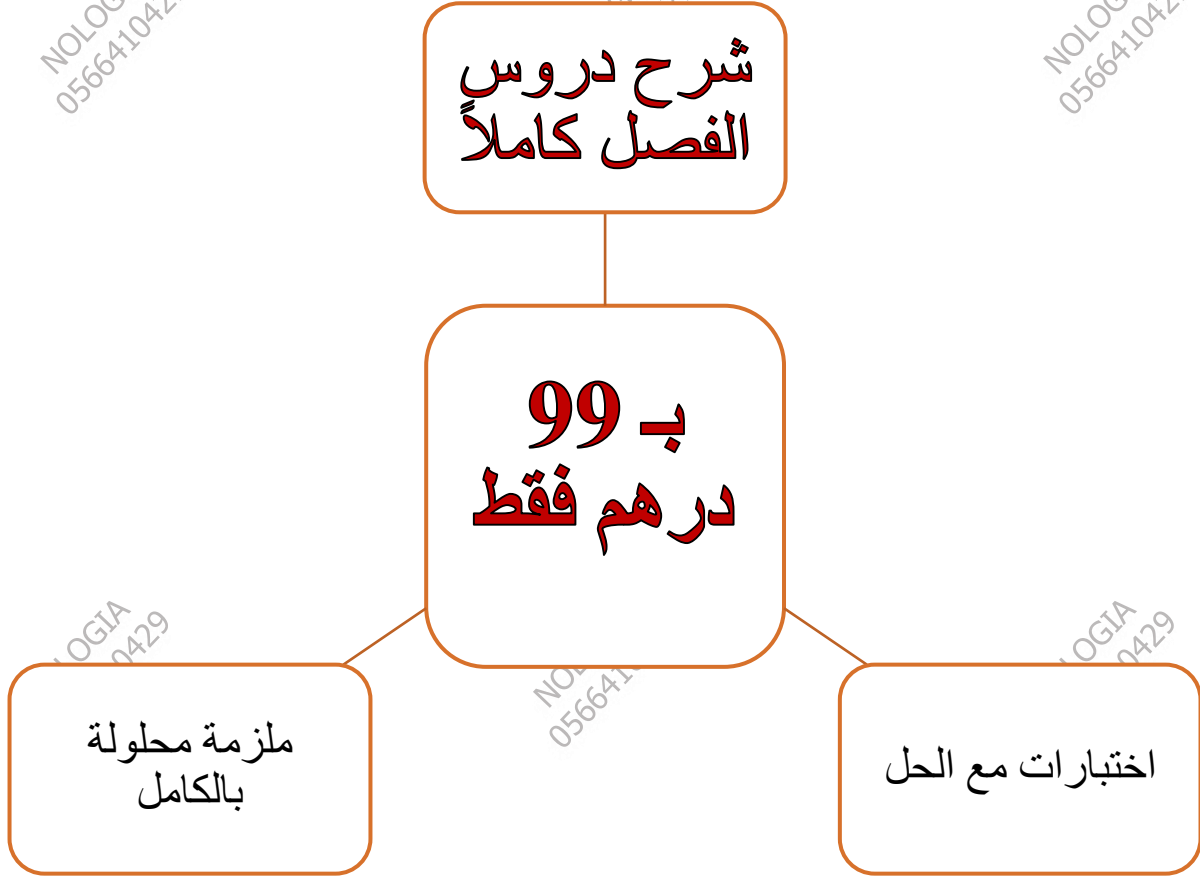 شرح دروس
الفصل كاملاً
بـ 99
درهم فقط
اختبارات مع الحل
ملزمة محلولة
بالكامل